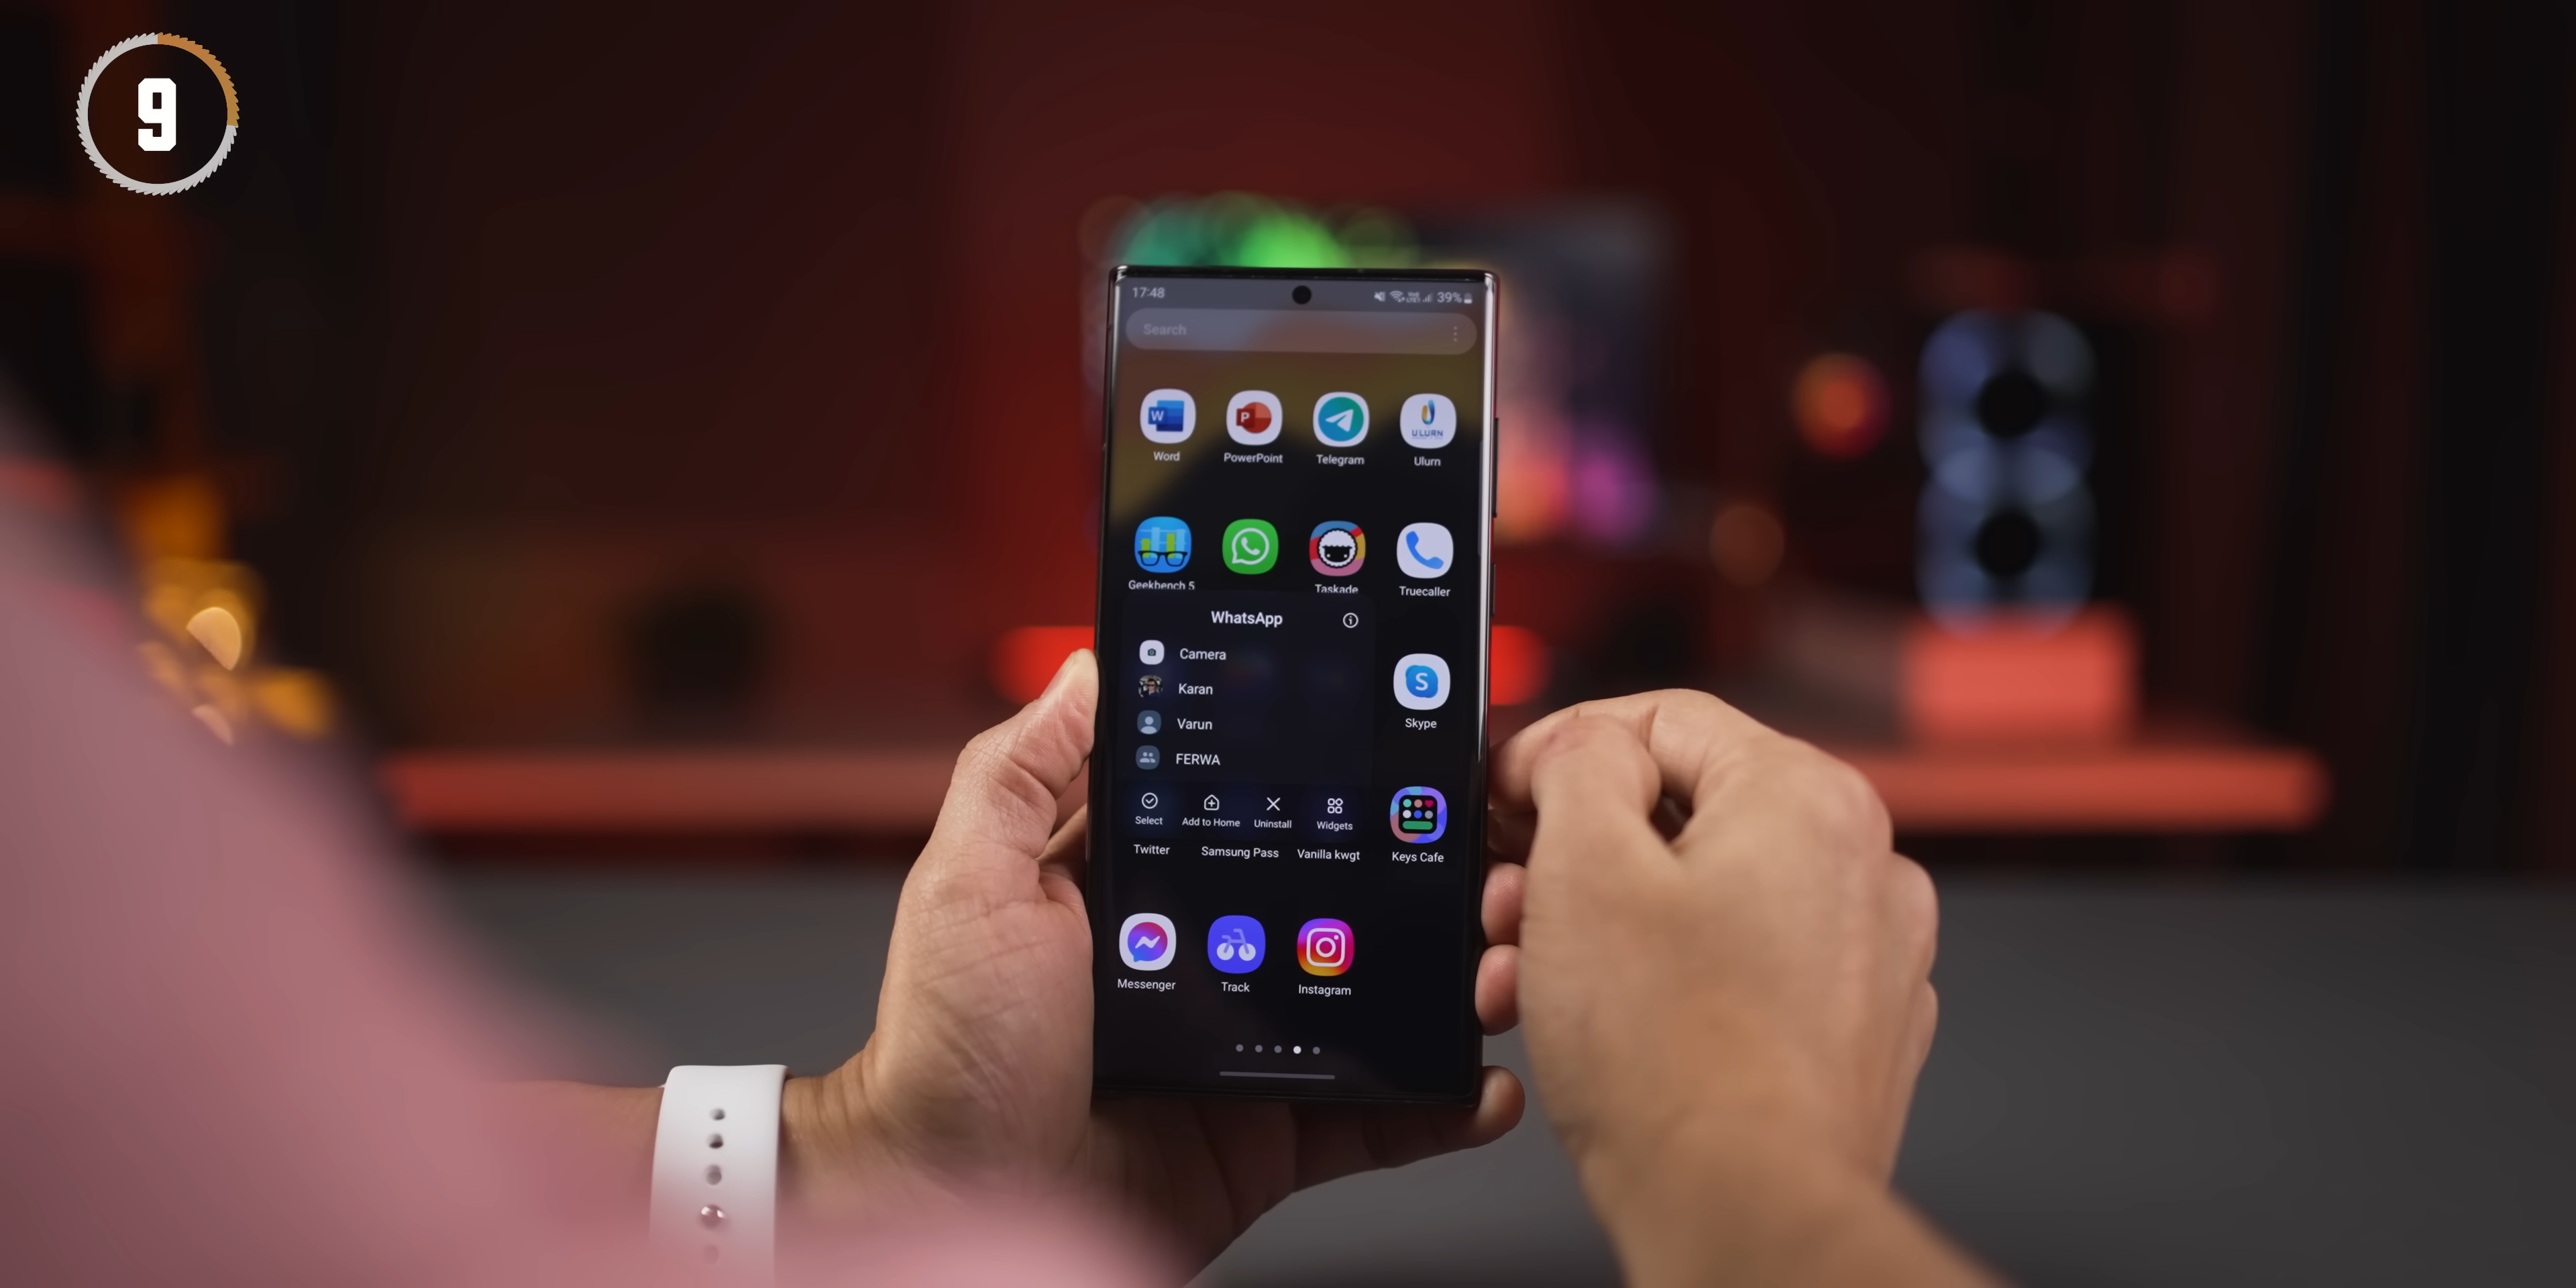 9
17:48
39%
Search
W
P
ULURN
Word
PowerPoint
Telegram
Ulurn
Geekbench 5
Taskade
Truecaller
WhatsApp
Camera
Karan
Varun
FERWA
S
Skype
Select
Add to Home
Uninstall
Widgets
Twitter
Samsung Pass
Vanilla kwgt
Keys Cafe
Messenger
Track
Instagram